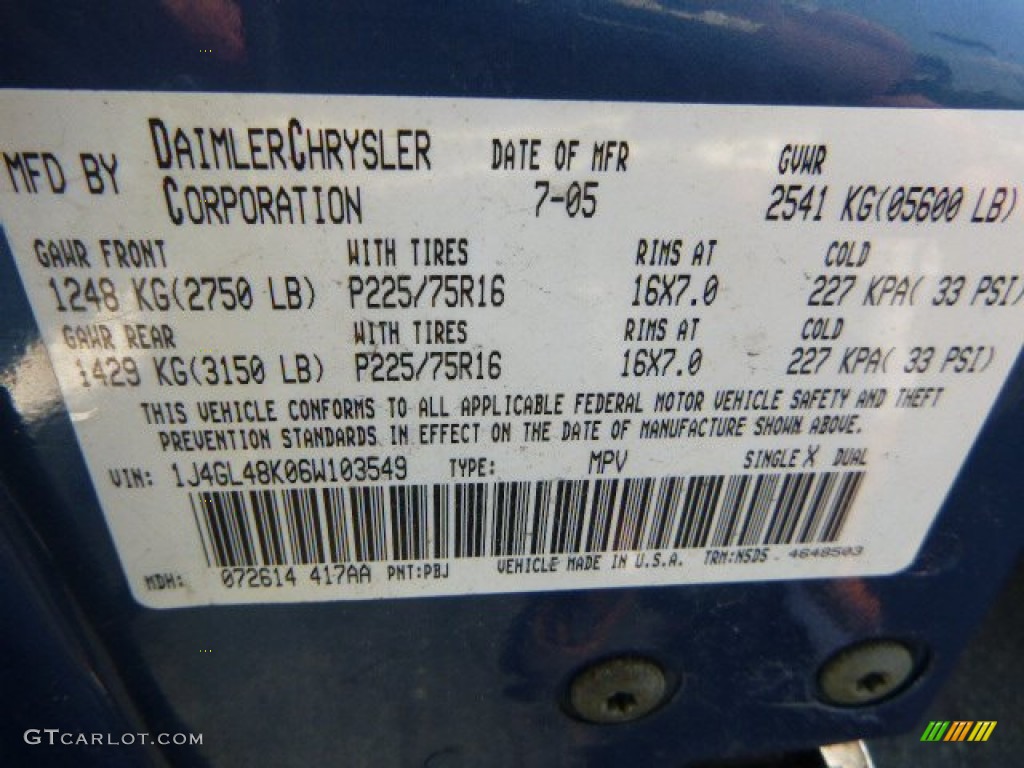 MFD BY DAIMLERCHRYSLER CORPORATION DATE OF MFR 7-05 GVWR 2541 KG(05600 LB)
GAWR FRONT WITH TIRES RIMS AT COLD
1248 KG(2750 LB) P225/75R16 16X7.0 227 KPA( 33 PSI)
GAWR REAR WITH TIRES RIMS AT COLD
1429 KG(3150 LB) P225/75R16 16X7.0 227 KPA( 33 PSI)
THIS VEHICLE CONFORMS TO ALL APPLICABLE FEDERAL MOTOR VEHICLE SAFETY AND THEFT
PREVENTION STANDARDS IN EFFECT ON THE DATE OF MANUFACTURE SHOWN ABOVE.
VIN: 1J4GL48K06W103549 TYPE: MPV SINGLE X DUAL
MDH: 072614 417AA PNT:PBJ VEHICLE MADE IN U.S.A. TRM:N5D5 4648503
GTCARLOT.COM